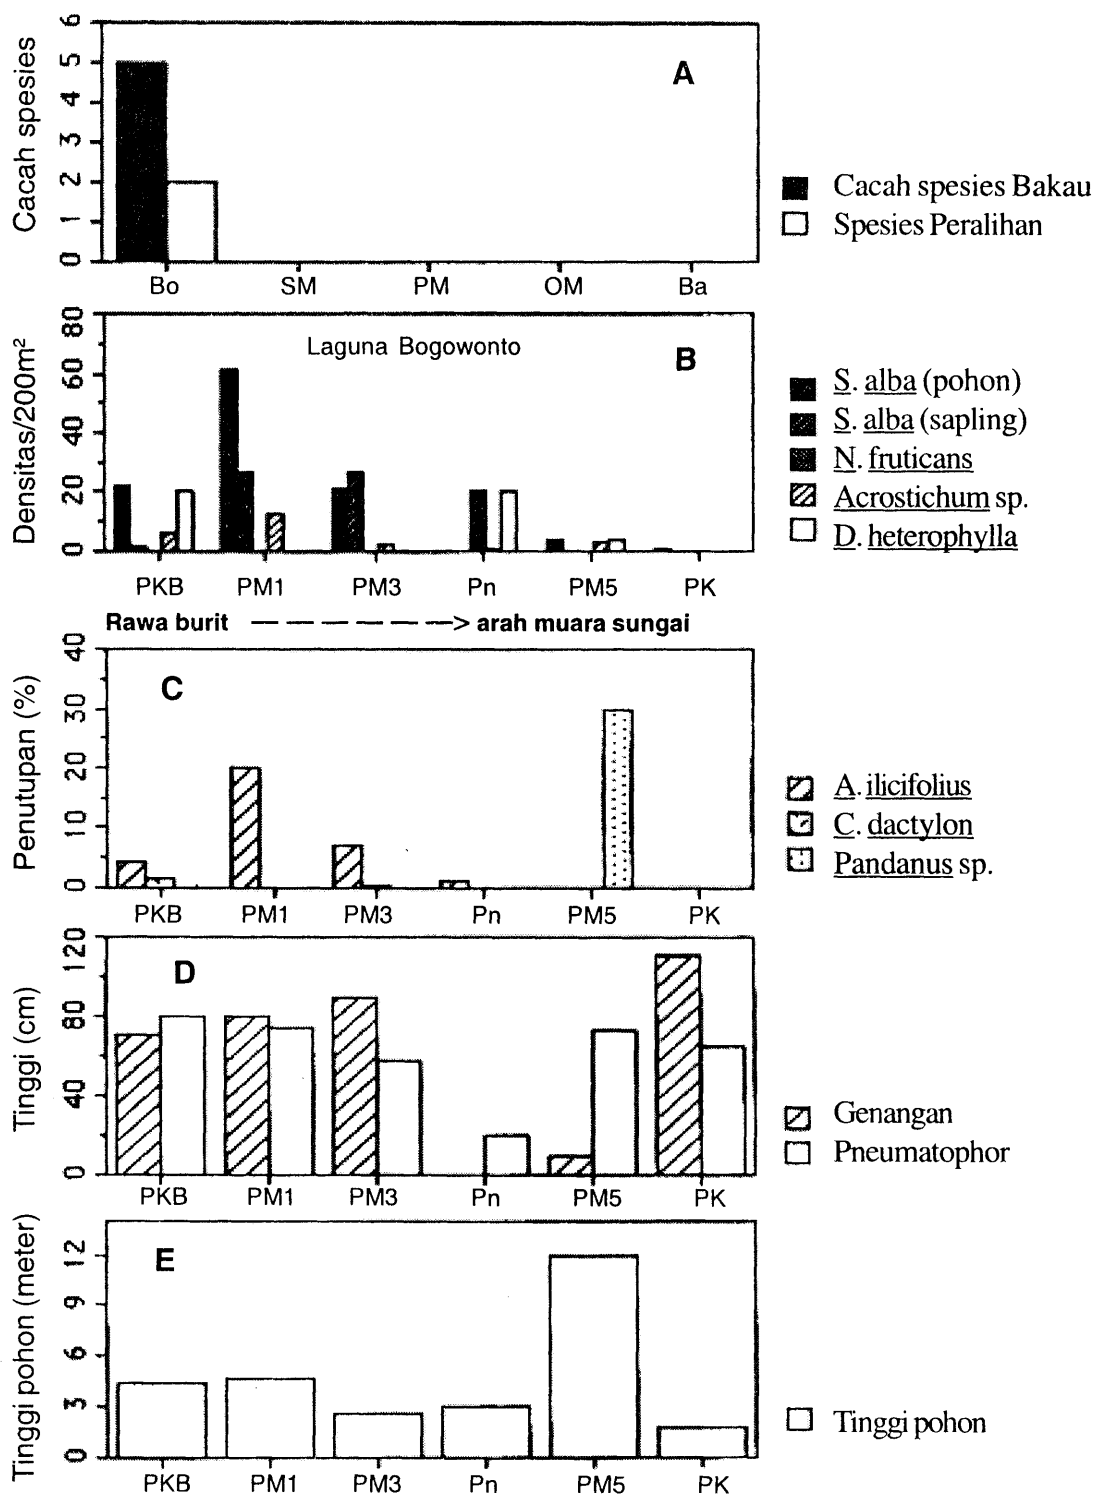 Cacah spesies
6
5
4
3
2
1
0
A
Bo SM PM OM Ba
Cacah spesies Bakau
Spesies Peralihan
Densitas/200m²
80
60
40
20
0
Laguna Bogowonto
B
PKB PM1 PM3 Pn PM5 PK
S. alba (pohon)
S. alba (sapling)
N. fruticans
Acrostichum sp.
D. heterophylla
Rawa burit – – – – – – –> arah muara sungai
Penutupan (%)
40
30
20
10
0
C
PKB PM1 PM3 Pn PM5 PK
A. ilicifolius
C. dactylon
Pandanus sp.
Tinggi (cm)
120
80
40
0
D
PKB PM1 PM3 Pn PM5 PK
Genangan
Pneumatophor
Tinggi pohon (meter)
12
9
6
3
0
E
PKB PM1 PM3 Pn PM5 PK
Tinggi pohon